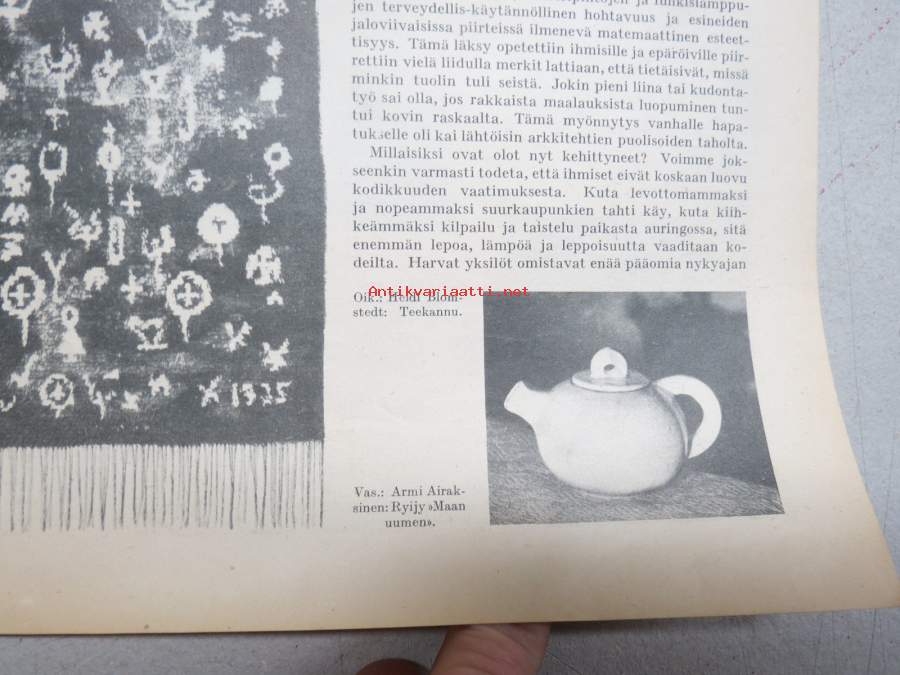 jen terveydellis-käytännöllinen hohtavuus ja esineiden
jaloviivaisissa piirteissä ilmenevä matemaattinen esteet-
tisyys. Tämä läksy opetettiin ihmisille ja epäröiville piir-
rettiin vielä liidulla merkit lattiaan, että tietäisivät, missä
minkin tuolin tuli seistä. Jokin pieni liina tai kudonta-
työ sai olla, jos rakkaista maalauksista luopuminen tun-
tui kovin raskaalta. Tämä myönnytys vanhalle hapa-
tukselle oli kai lähtöisin arkkitehtien puolisoiden taholta.
Millaisiksi ovat olot nyt kehittyneet? Voimme jok-
seenkin varmasti todeta, että ihmiset eivät koskaan luovu
kodikkuuden vaatimuksesta. Kuta levottomammaksi
ja nopeammaksi suurkaupunkien tahti käy, kuta kiih-
keämmäksi kilpailu ja taistelu paikasta auringossa, sitä
enemmän lepoa, lämpöä ja leppoisuutta vaaditaan ko-
deilta. Harvat yksilöt omistavat enää pääomia nykyajan
Antikvariaatti.net
Oik.: Heidi Blom-
stedt: Teekannu.
1935
Vas.: Armi Airak-
sinen: Ryijy »Maan
uumen».